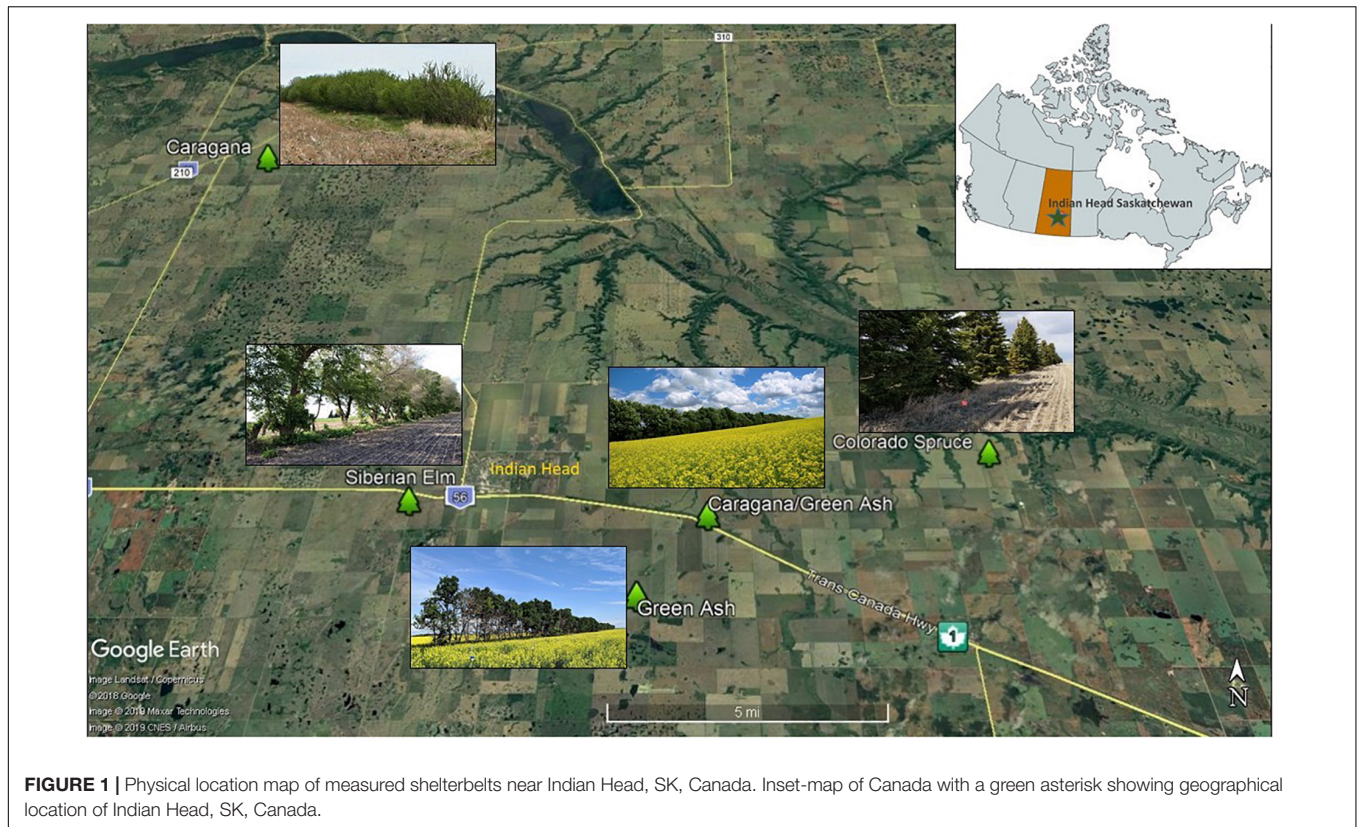 310
Caragana
210
Indian Head Saskatchewan
Colorado Spruce
Indian Head
Siberian Elm
56
Caragana/Green Ash
Green Ash
Trans Canada Hwy
1
Google Earth
Image Landsat / Copernicus
©2018 Google
Image © 2019 Maxar Technologies
Image © 2019 CNES / Airbus
5 mi
N
FIGURE 1 | Physical location map of measured shelterbelts near Indian Head, SK, Canada. Inset-map of Canada with a green asterisk showing geographical
location of Indian Head, SK, Canada.